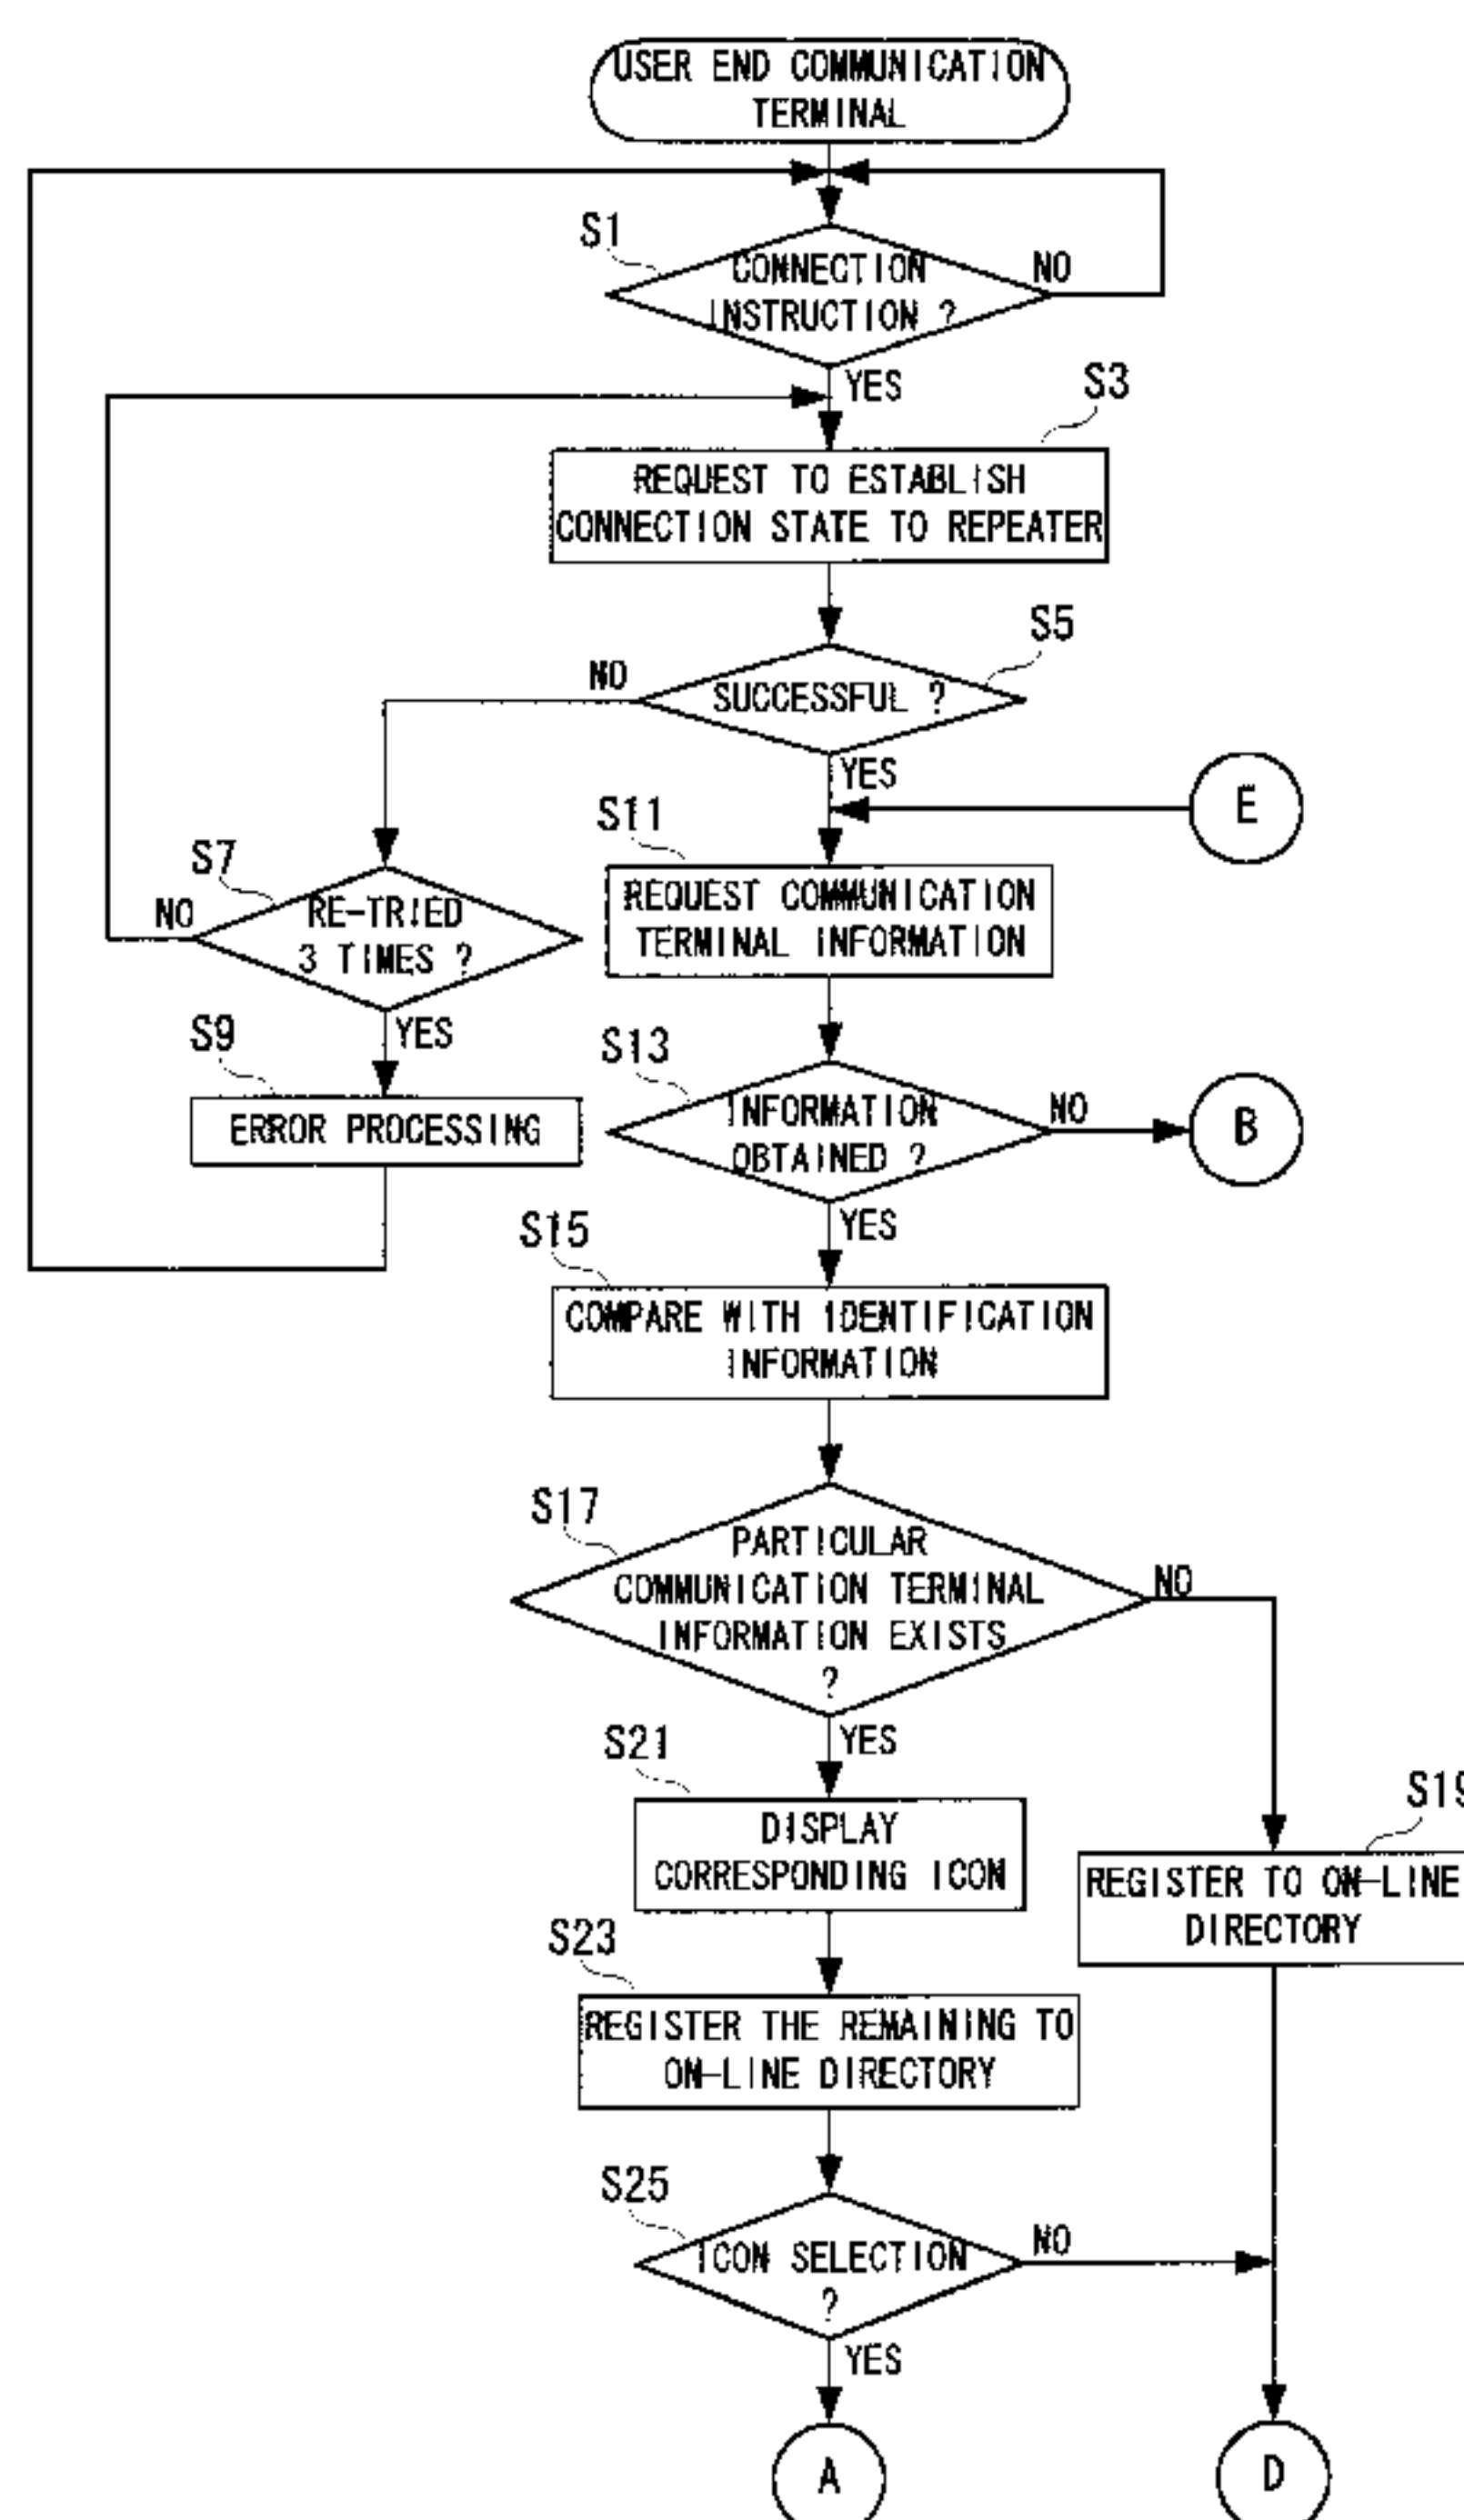 USER END COMMUNICATION
TERMINAL
S1
CONNECTION
INSTRUCTION ?
NO
YES
S3
REQUEST TO ESTABLISH
CONNECTION STATE TO REPEATER
S5
NO
SUCCESSFUL ?
YES
E
S11
S7
REQUEST COMMUNICATION
TERMINAL INFORMATION
NO
RE-TRIED
3 TIMES ?
YES
S9
ERROR PROCESSING
S13
INFORMATION
OBTAINED ?
NO
B
YES
S15
COMPARE WITH IDENTIFICATION
INFORMATION
S17
PARTICULAR
COMMUNICATION TERMINAL
INFORMATION EXISTS
?
NO
YES
S21
DISPLAY
CORRESPONDING ICON
S19
REGISTER TO ON-LINE
DIRECTORY
S23
REGISTER THE REMAINING TO
ON-LINE DIRECTORY
S25
ICON SELECTION
?
NO
YES
A
D